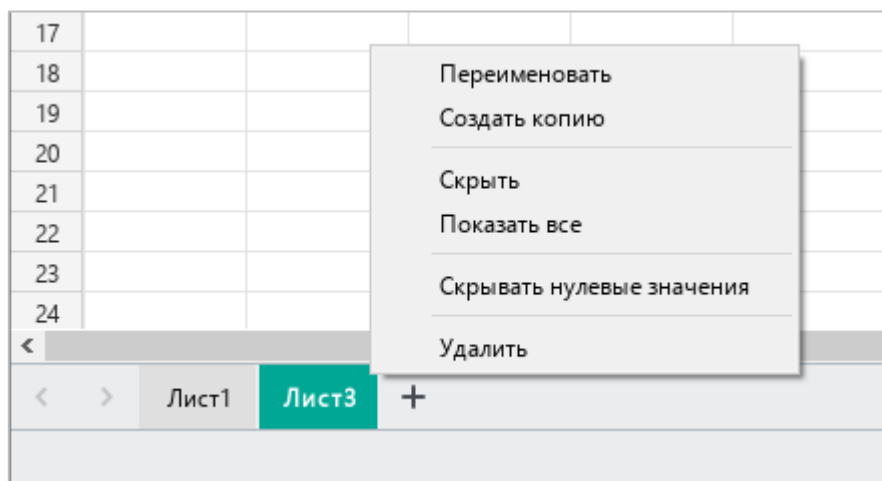 17
18
19
20
21
22
23
24
Переименовать
Создать копию
Скрыть
Показать все
Скрывать нулевые значения
Удалить
Лист1 Лист3 +